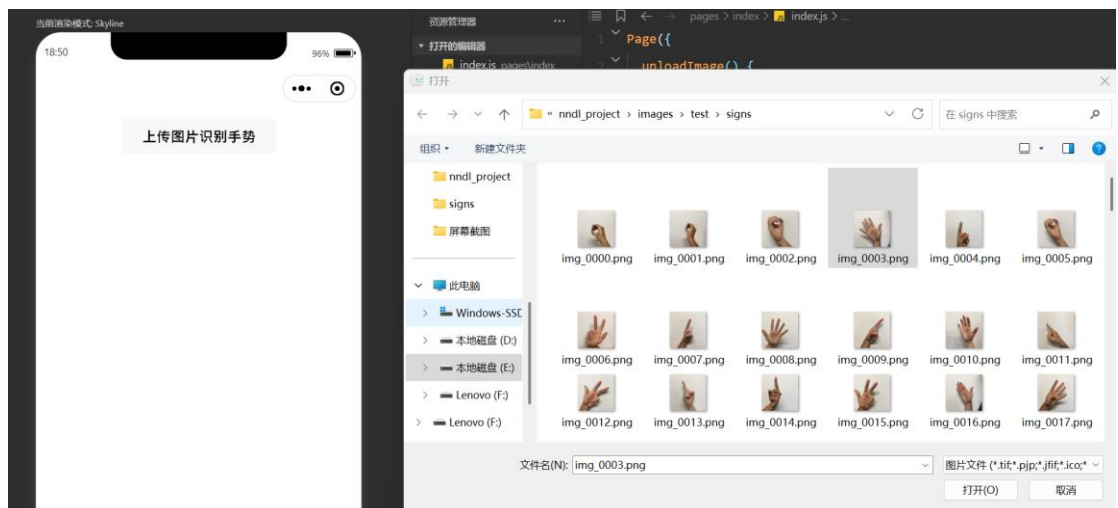 当前渲染模式: Skyline
18:50
96%
上传图片识别手势
资源管理器
打开的编辑器
index.js pages\index
pages > index > index.js > ...
1 Page({
2 uploadImage() {
打开
« nndl_project > images > test > signs
在 signs 中搜索
组织
新建文件夹
nndl_project
signs
屏幕截图
此电脑
Windows-SSD
本地磁盘 (D:)
本地磁盘 (E:)
Lenovo (F:)
Lenovo (F:)
img_0000.png img_0001.png img_0002.png img_0003.png img_0004.png img_0005.png
img_0006.png img_0007.png img_0008.png img_0009.png img_0010.png img_0011.png
img_0012.png img_0013.png img_0014.png img_0015.png img_0016.png img_0017.png
文件名(N): img_0003.png
图片文件 (*.tif;*.pjp;*.jfif;*.ico;*
打开(O)
取消